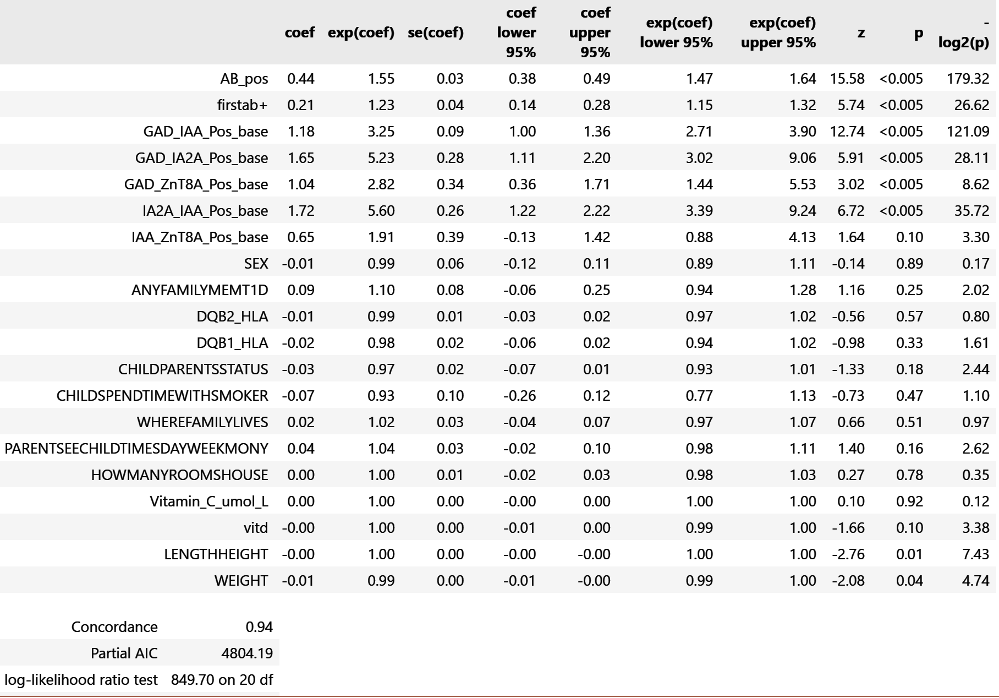 coef exp(coef) se(coef) coef lower 95% coef upper 95% exp(coef) lower 95% exp(coef) upper 95% z p -log2(p)
AB_pos 0.44 1.55 0.03 0.38 0.49 1.47 1.64 15.58 <0.005 179.32
firstab+ 0.21 1.23 0.04 0.14 0.28 1.15 1.32 5.74 <0.005 26.62
GAD_IAA_Pos_base 1.18 3.25 0.09 1.00 1.36 2.71 3.90 12.74 <0.005 121.09
GAD_IA2A_Pos_base 1.65 5.23 0.28 1.11 2.20 3.02 9.06 5.91 <0.005 28.11
GAD_ZnT8A_Pos_base 1.04 2.82 0.34 0.36 1.71 1.44 5.53 3.02 <0.005 8.62
IA2A_IAA_Pos_base 1.72 5.60 0.26 1.22 2.22 3.39 9.24 6.72 <0.005 35.72
IAA_ZnT8A_Pos_base 0.65 1.91 0.39 -0.13 1.42 0.88 4.13 1.64 0.10 3.30
SEX -0.01 0.99 0.06 -0.12 0.11 0.89 1.11 -0.14 0.89 0.17
ANYFAMILYMEMT1D 0.09 1.10 0.08 -0.06 0.25 0.94 1.28 1.16 0.25 2.02
DQB2_HLA -0.01 0.99 0.01 -0.03 0.02 0.97 1.02 -0.56 0.57 0.80
DQB1_HLA -0.02 0.98 0.02 -0.06 0.02 0.94 1.02 -0.98 0.33 1.61
CHILDPARENTSSTATUS -0.03 0.97 0.02 -0.07 0.01 0.93 1.01 -1.33 0.18 2.44
CHILDSPENDTIMEWITHSMOKER -0.07 0.93 0.10 -0.26 0.12 0.77 1.13 -0.73 0.47 1.10
WHEREFAMILYLIVES 0.02 1.02 0.03 -0.04 0.07 0.97 1.07 0.66 0.51 0.97
PARENTSEECHILDTIMESDAYWEEKMONY 0.04 1.04 0.03 -0.02 0.10 0.98 1.11 1.40 0.16 2.62
HOWMANYROOMSHOUSE 0.00 1.00 0.01 -0.02 0.03 0.98 1.03 0.27 0.78 0.35
Vitamin_C_umol_L 0.00 1.00 0.00 -0.00 0.00 1.00 1.00 0.10 0.92 0.12
vitd -0.00 1.00 0.00 -0.01 0.00 0.99 1.00 -1.66 0.10 3.38
LENGTHHEIGHT -0.00 1.00 0.00 -0.00 -0.00 1.00 1.00 -2.76 0.01 7.43
WEIGHT -0.01 0.99 0.00 -0.01 -0.00 0.99 1.00 -2.08 0.04 4.74
Concordance 0.94
Partial AIC 4804.19
log-likelihood ratio test 849.70 on 20 df